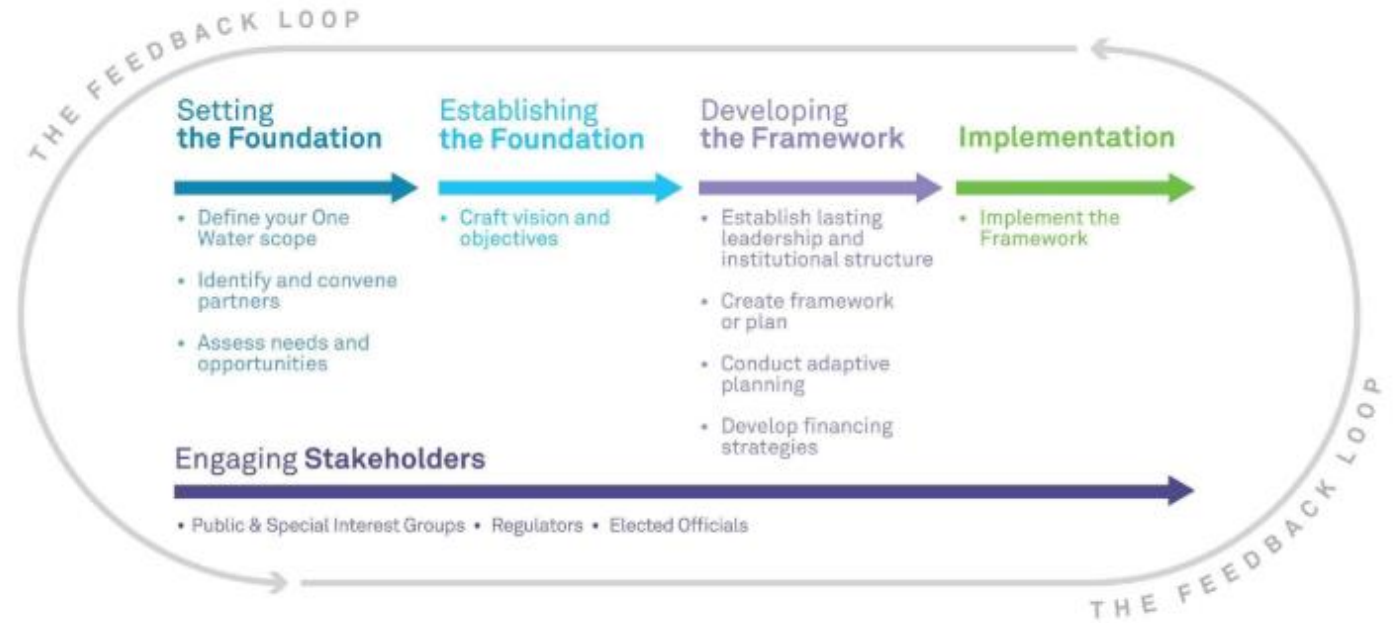 THE FEEDBACK LOOP
Setting
the Foundation
• Define your One
Water scope
• Identify and convene
partners
• Assess needs and
opportunities
Establishing
the Foundation
• Craft vision and
objectives
Developing
the Framework
• Establish lasting
leadership and
institutional structure
• Create framework
or plan
• Conduct adaptive
planning
• Develop financing
strategies
Implementation
• Implement the
Framework
Engaging Stakeholders
• Public & Special Interest Groups • Regulators • Elected Officials
THE FEEDBACK LOOP